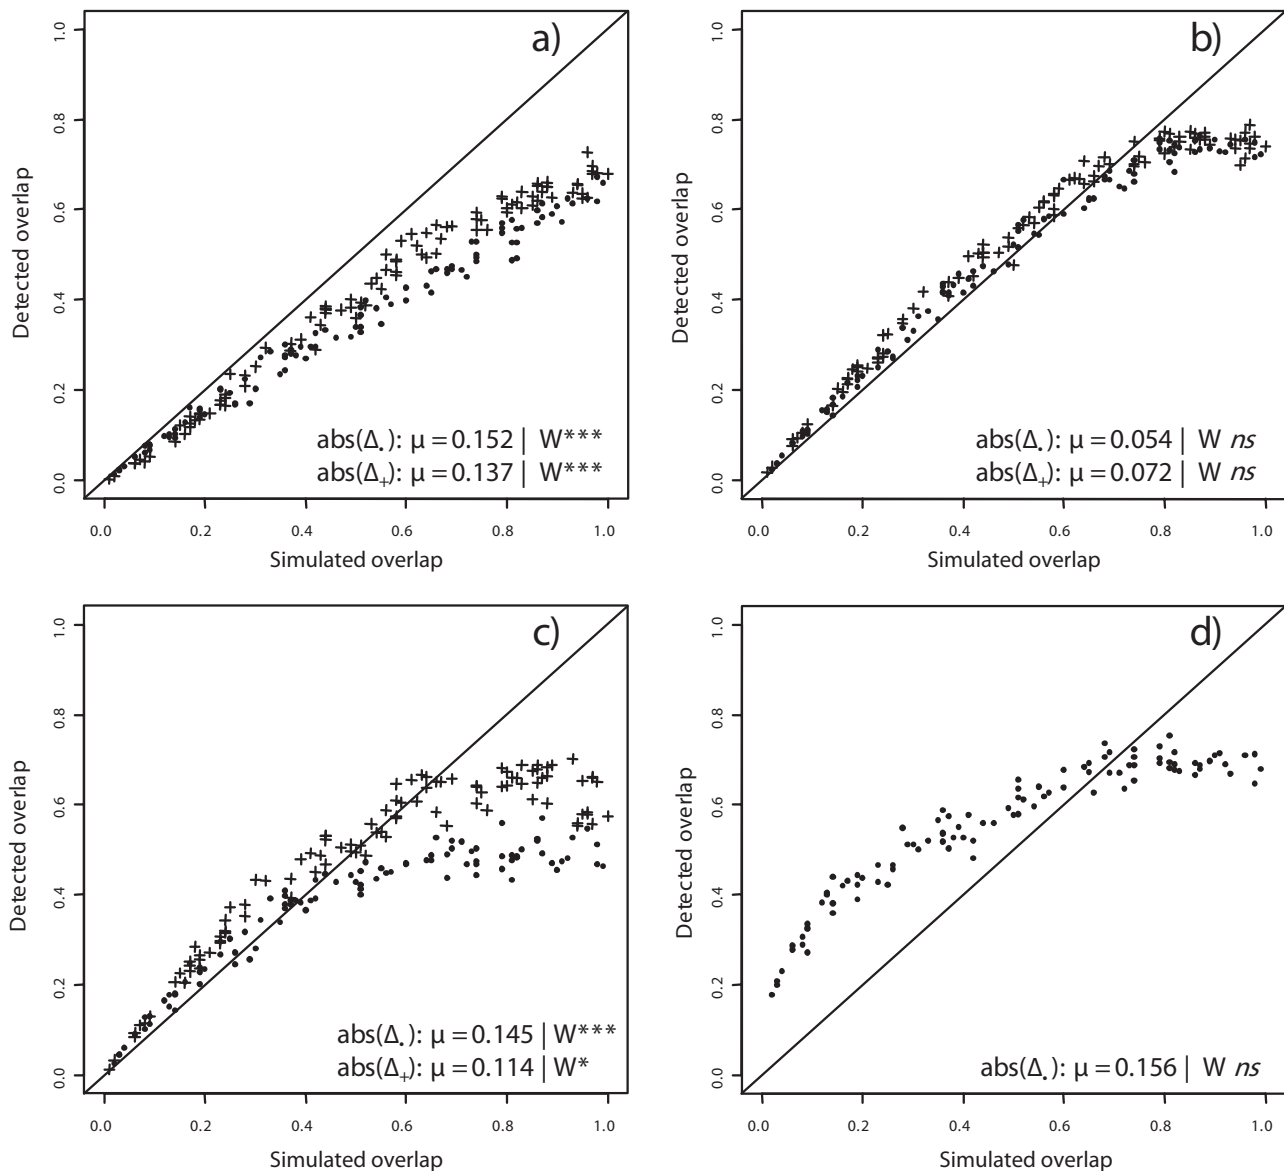 a)
1.0
0.8
0.6
0.4
0.2
0.0
Detected overlap
abs(Δ.): μ = 0.152 | W***
abs(Δ+): μ = 0.137 | W***
0.0 0.2 0.4 0.6 0.8 1.0
Simulated overlap
b)
1.0
0.8
0.6
0.4
0.2
0.0
Detected overlap
abs(Δ.): μ = 0.054 | W ns
abs(Δ+): μ = 0.072 | W ns
0.0 0.2 0.4 0.6 0.8 1.0
Simulated overlap
c)
1.0
0.8
0.6
0.4
0.2
0.0
Detected overlap
abs(Δ.): μ = 0.145 | W***
abs(Δ+): μ = 0.114 | W*
0.0 0.2 0.4 0.6 0.8 1.0
Simulated overlap
d)
1.0
0.8
0.6
0.4
0.2
0.0
Detected overlap
abs(Δ.): μ = 0.156 | W ns
0.0 0.2 0.4 0.6 0.8 1.0
Simulated overlap